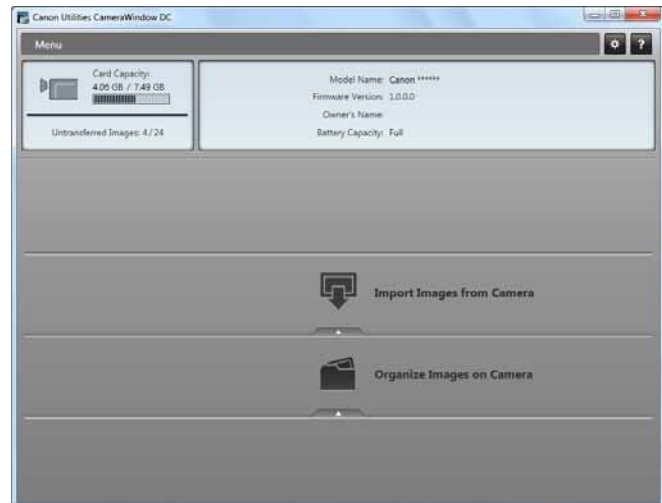 Canon Utilities CameraWindow DC
Menu
?
Card Capacity:
4.06 GB / 7.49 GB
Untransferred Images: 4/24
Model Name: Canon ******
Firmware Version: 1.0.0.0
Owner's Name:
Battery Capacity: Full
Import Images from Camera
Organize Images on Camera